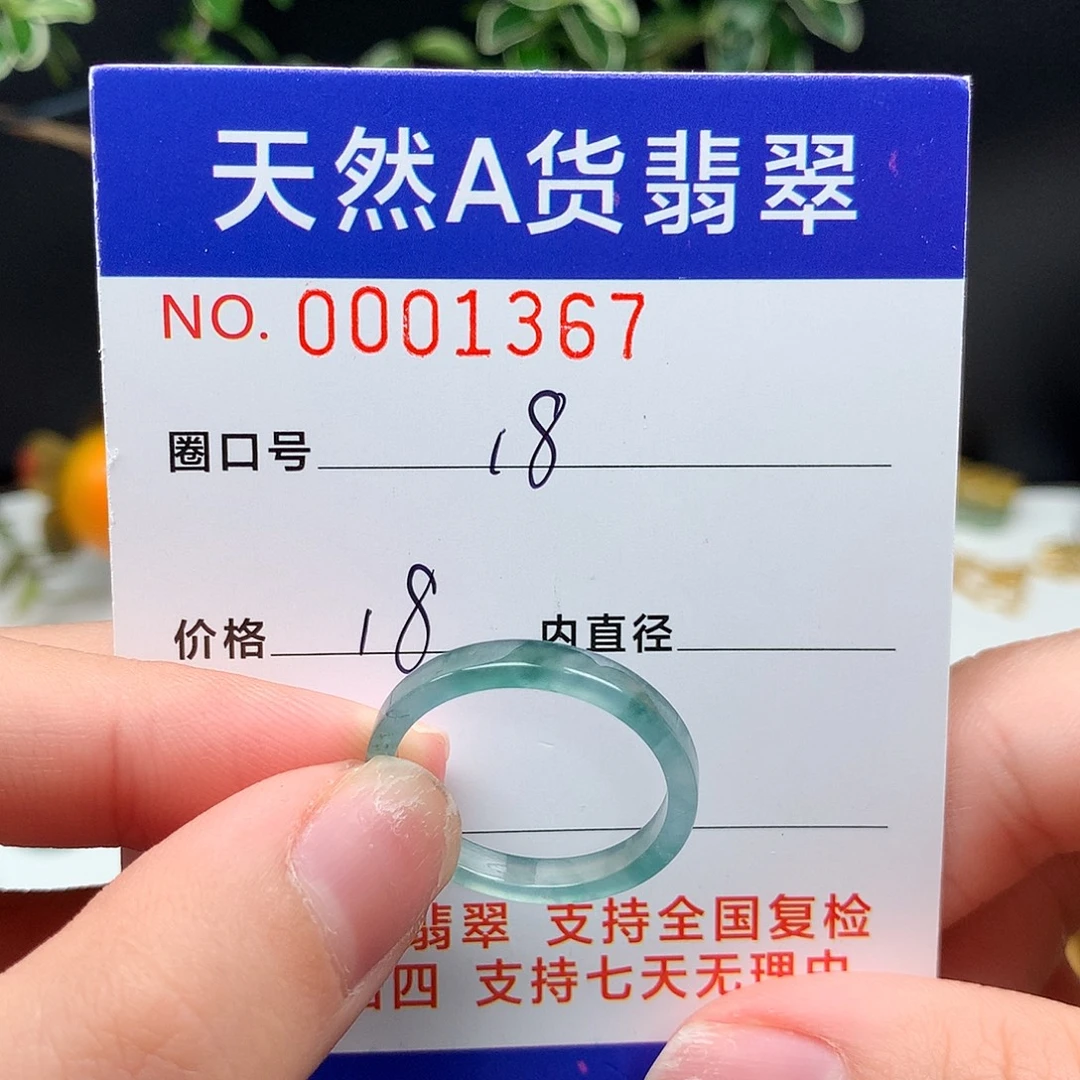 天然A货翡翠
NO. 0001367
圈口号 18
价格 18 内直径
翡翠 支持全国复检
四 支持七天无理由